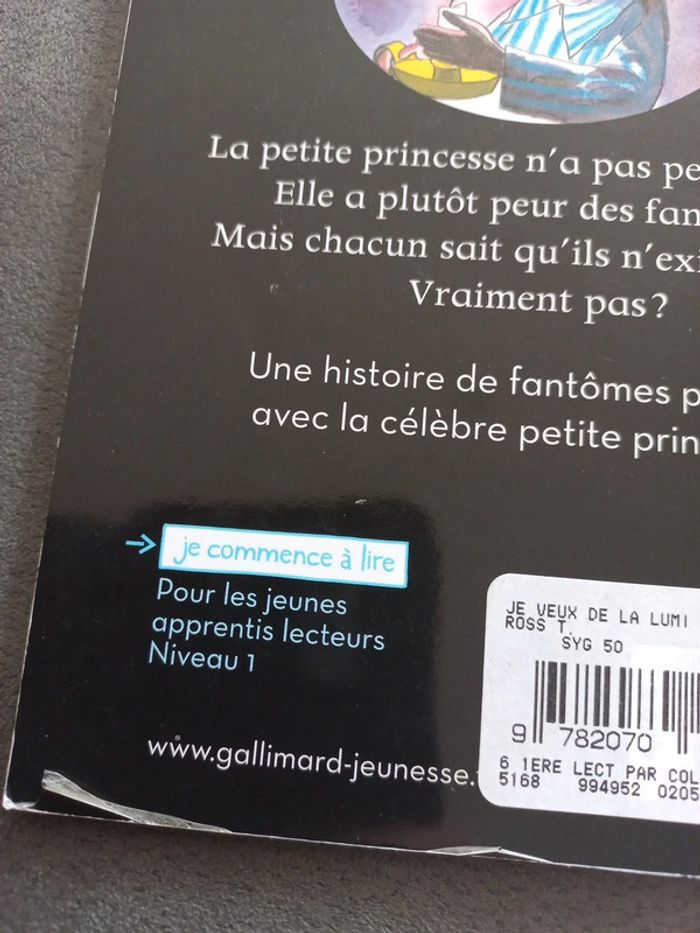 La petite princesse n'a pas pe
Elle a plutôt peur des fan
Mais chacun sait qu'ils n'exi
Vraiment pas ?
Une histoire de fantômes p
avec la célèbre petite prin
→ je commence à lire
Pour les jeunes
apprentis lecteurs
Niveau 1
www.gallimard-jeunesse.
JE VEUX DE LA LUMI
ROSS T.
SYG 50
9 782070
6 1ERE LECT PAR COL
5168 994952 0205